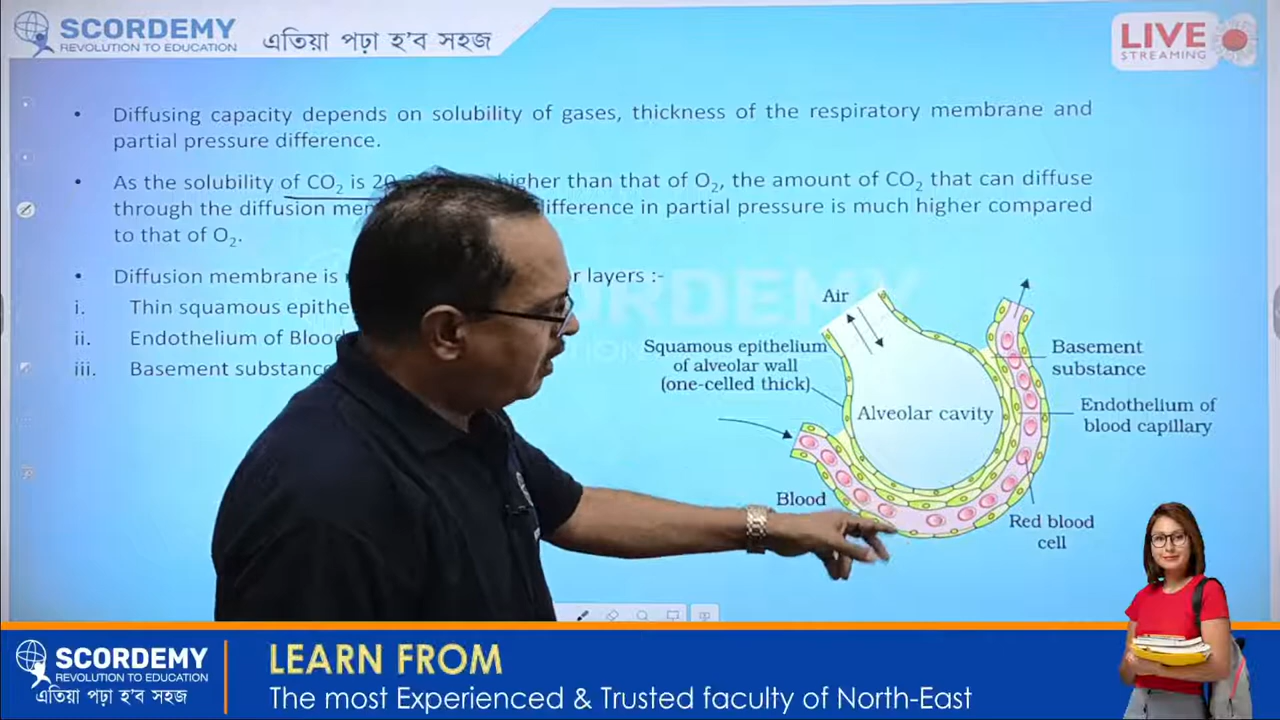 SCORDEMY
REVOLUTION TO EDUCATION
এতিয়া পঢ়া হ'ব সহজ
LIVE
STREAMING
• Diffusing capacity depends on solubility of gases, thickness of the respiratory membrane and
partial pressure difference.
• As the solubility of CO₂ is 20 higher than that of O₂, the amount of CO₂ that can diffuse
through the diffusion difference in partial pressure is much higher compared
to that of O₂.
• Diffusion membrane is layers :-
i. Thin squamous
ii. Endothelium of Blood
iii. Basement substance
Air
Squamous epithelium
of alveolar wall
(one-celled thick)
Basement
substance
Alveolar cavity
Endothelium of
blood capillary
Blood
Red blood
cell
SCORDEMY
REVOLUTION TO EDUCATION
এতিয়া পঢ়া হ'ব সহজ
LEARN FROM
The most Experienced & Trusted faculty of North-East